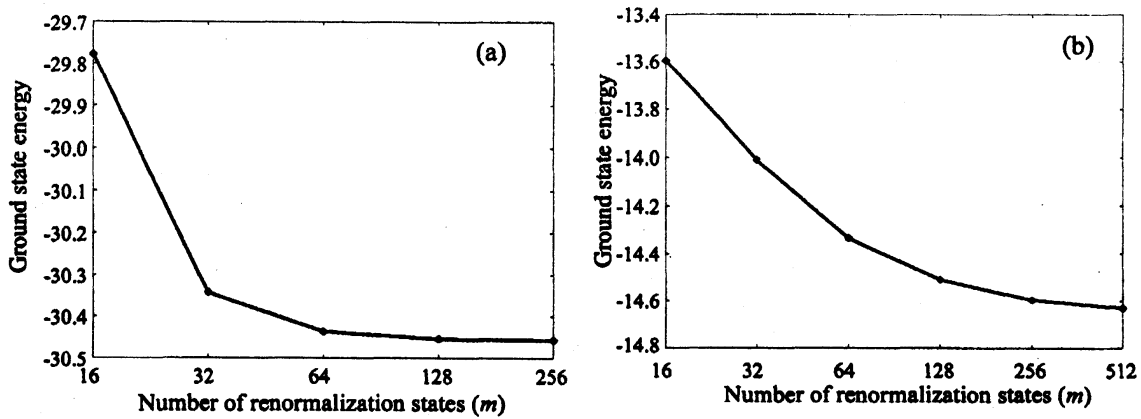 (a)
Ground state energy
-29.7
-29.8
-29.9
-30.0
-30.1
-30.2
-30.3
-30.4
-30.5
16 32 64 128 256
Number of renormalization states (m)
(b)
Ground state energy
-13.4
-13.6
-13.8
-14.0
-14.2
-14.4
-14.6
-14.8
16 32 64 128 256 512
Number of renormalization states (m)